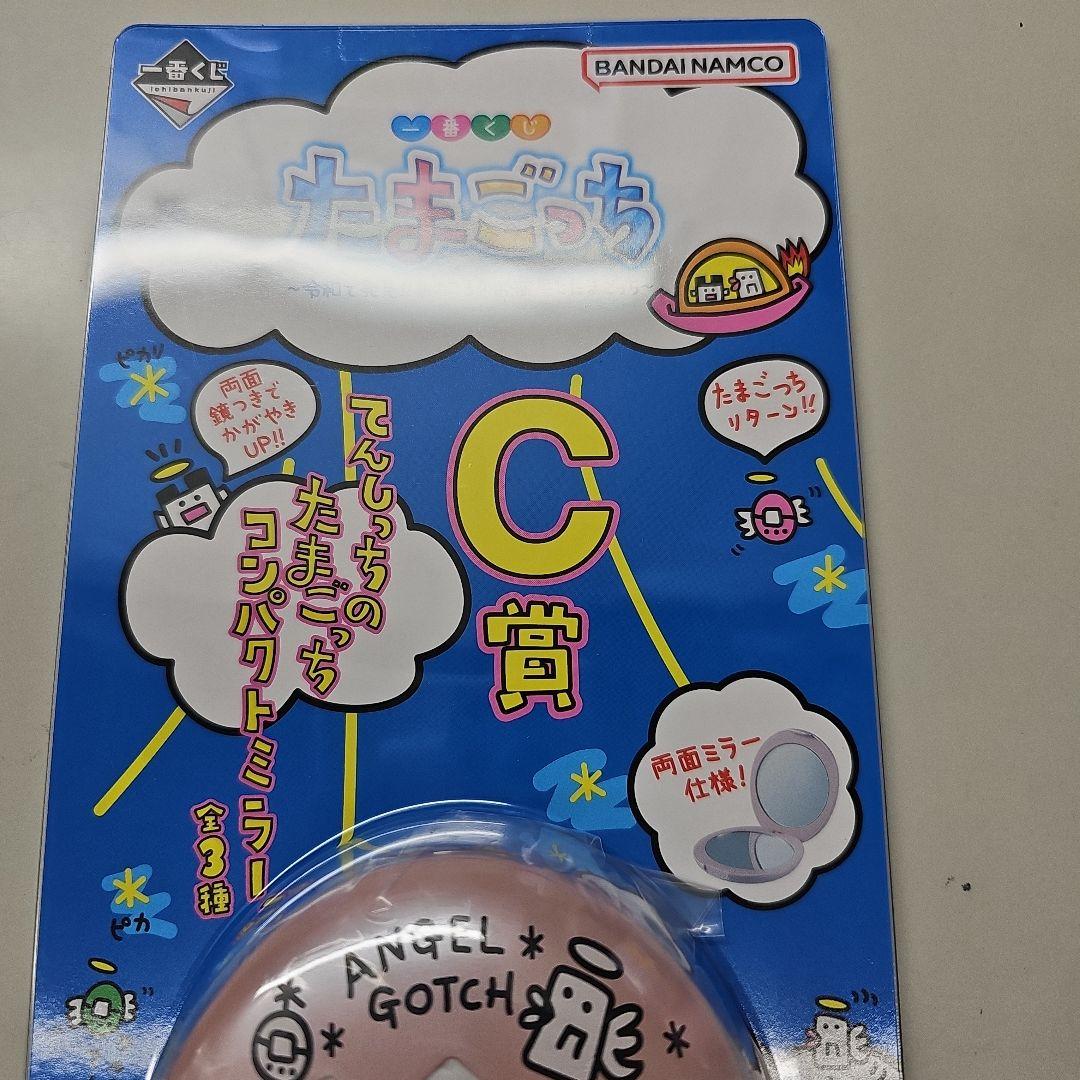 一番くじ
ichibankuji
BANDAI NAMCO
一番くじ
たまごっち
ピカリ
両面
鏡つきで
かがやき
UP!!
たまごっち
リターン!!
C
賞
てんしっちの
たまごっち
コンパクトミラー
全3種
両面ミラー
仕様!
ピカ
ANGEL
GOTCH